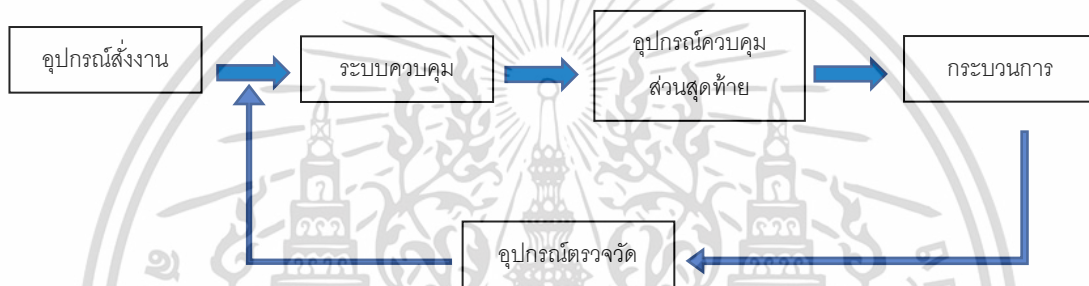 อุปกรณ์สั่งงาน
ระบบควบคุม
อุปกรณ์ควบคุม
ส่วนสุดท้าย
กระบวนการ
อุปกรณ์ตรวจวัด